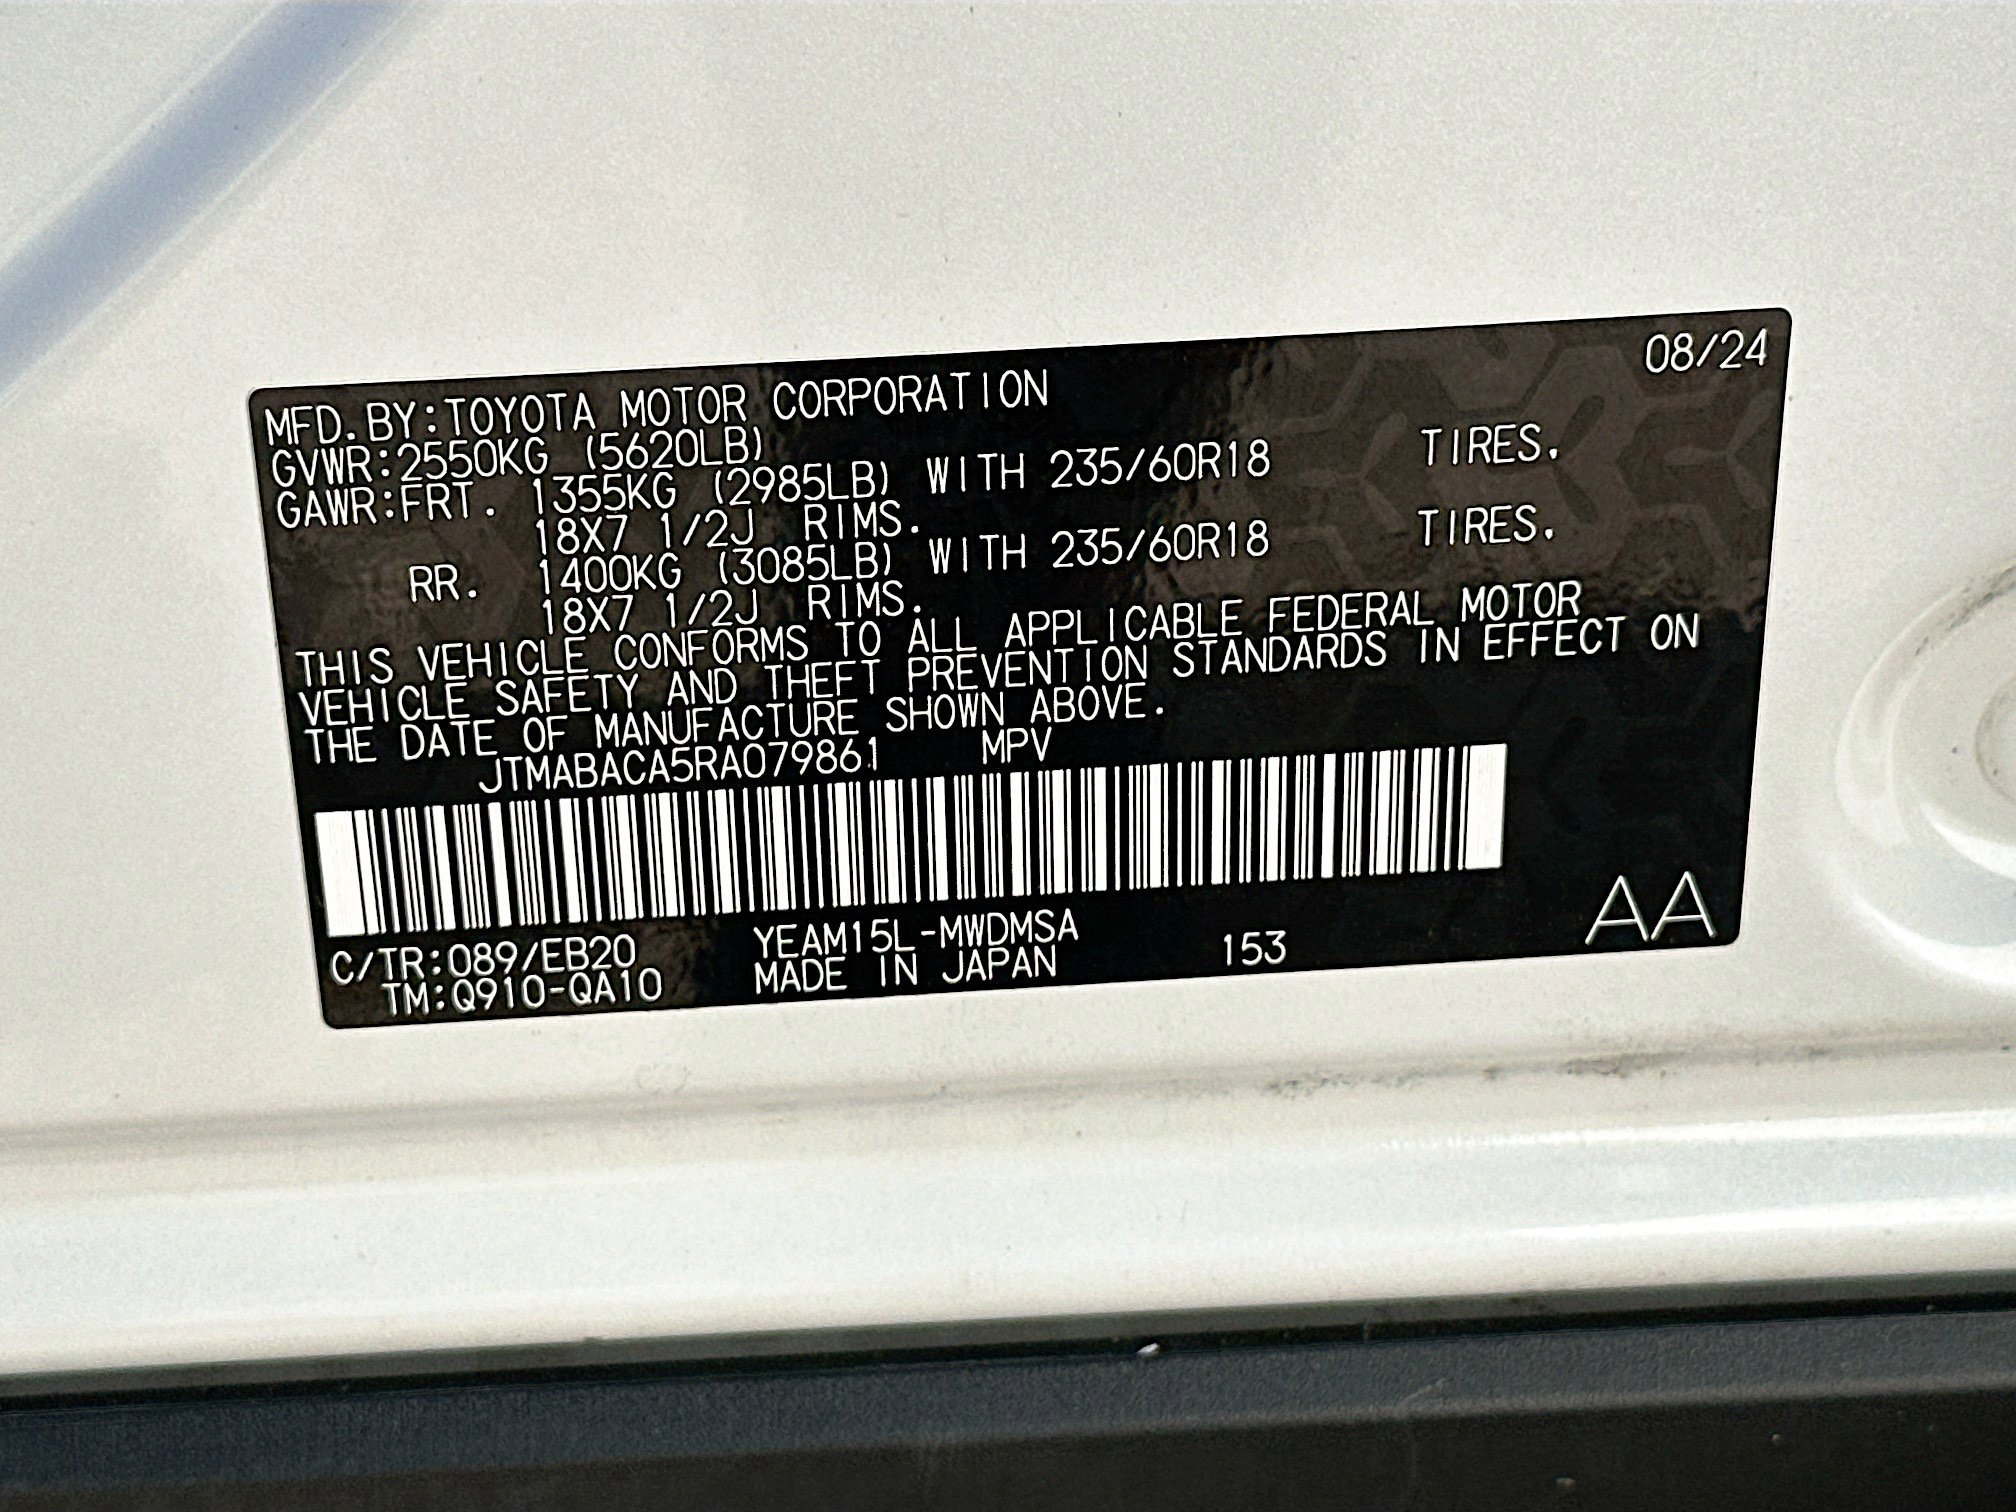 08/24
MFD.BY:TOYOTA MOTOR CORPORATION
GVWR:2550KG (5620LB)
GAWR:FRT. 1355KG (2985LB) WITH 235/60R18 TIRES.
18X7 1/2J RIMS.
RR. 1400KG (3085LB) WITH 235/60R18 TIRES.
18X7 1/2J RIMS.
THIS VEHICLE CONFORMS TO ALL APPLICABLE FEDERAL MOTOR
VEHICLE SAFETY AND THEFT PREVENTION STANDARDS IN EFFECT ON
THE DATE OF MANUFACTURE SHOWN ABOVE.
JTMABACA5RA079861 MPV
C/TR:089/EB20 YEAM15L-MWDMSA 153 AA
TM:Q910-QA10 MADE IN JAPAN